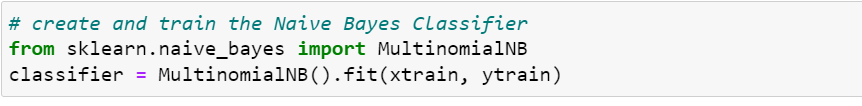 # create and train the Naive Bayes Classifier
from sklearn.naive_bayes import MultinomialNB
classifier = MultinomialNB().fit(xtrain, ytrain)